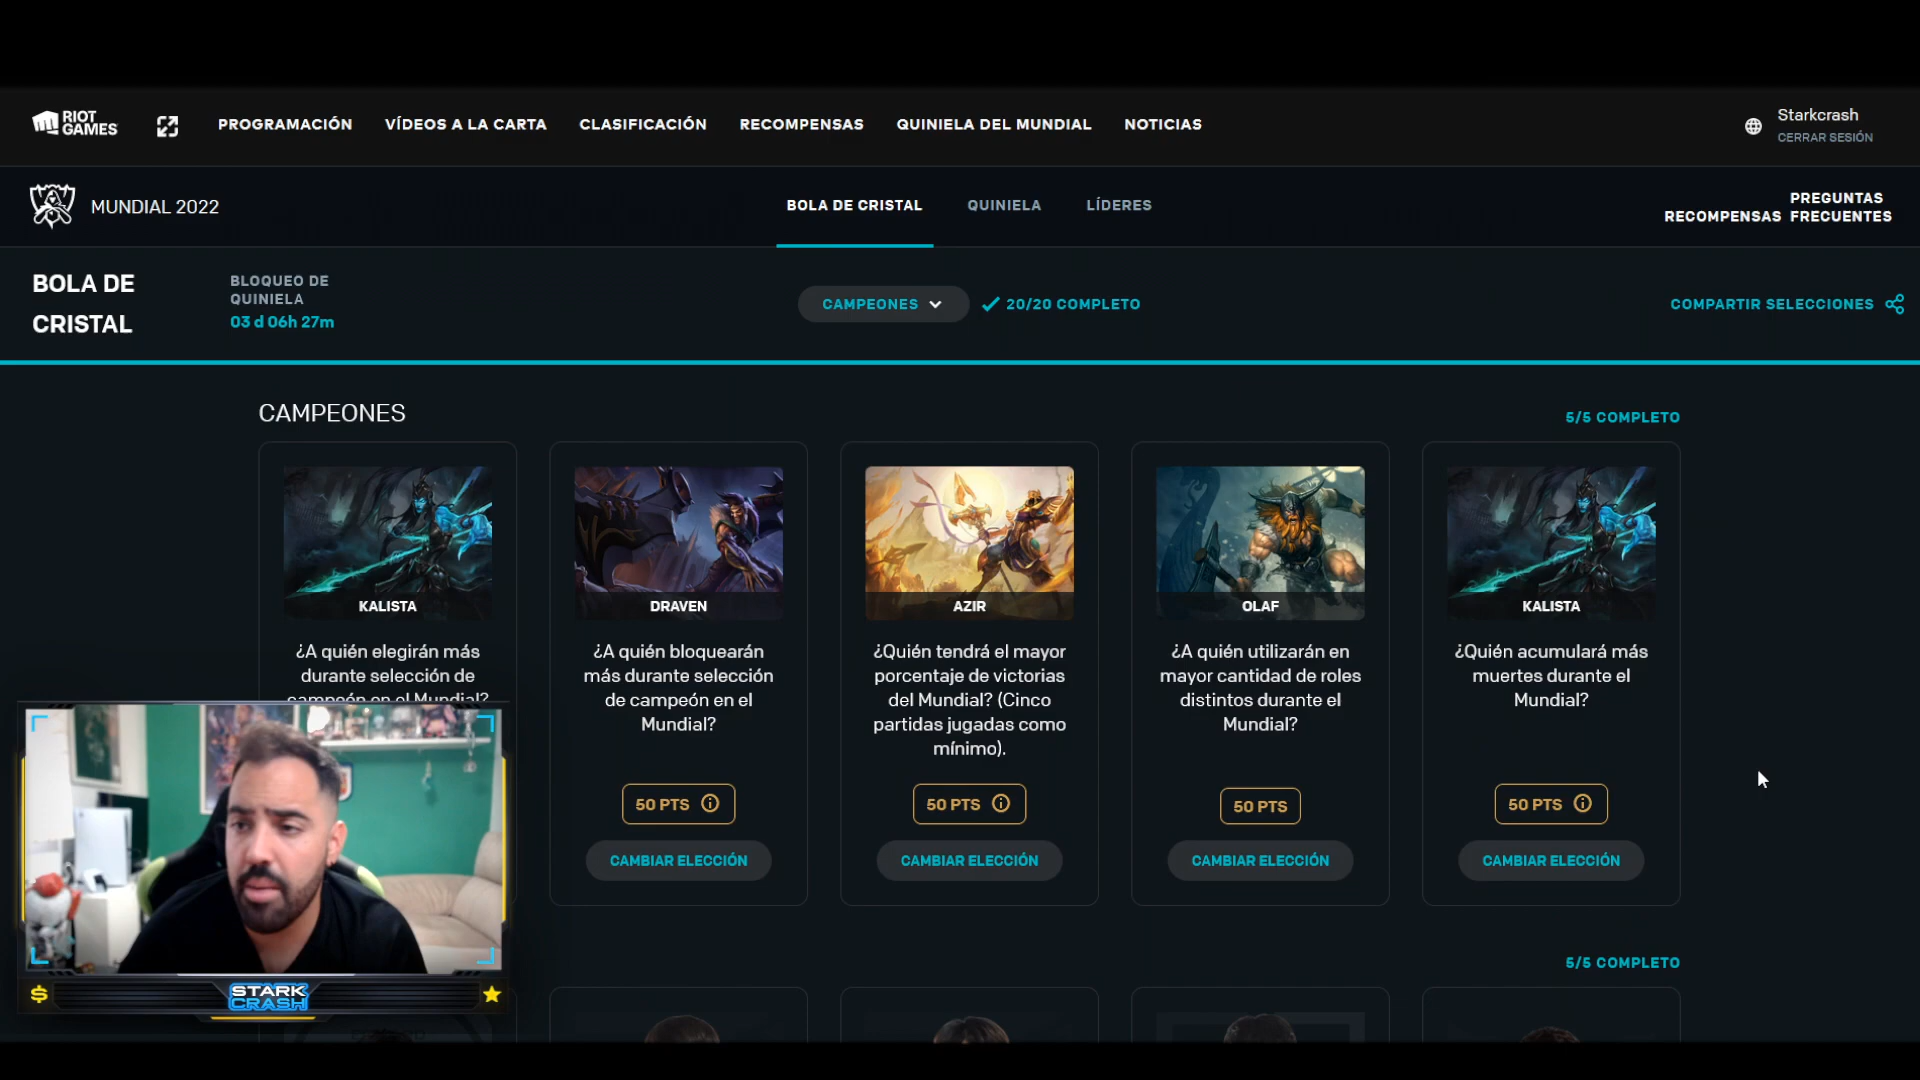 RIOT GAMES
PROGRAMACIÓN
VÍDEOS A LA CARTA
CLASIFICACIÓN
RECOMPENSAS
QUINIELA DEL MUNDIAL
NOTICIAS
Starkcrash
CERRAR SESIÓN
MUNDIAL 2022
BOLA DE CRISTAL
QUINIELA
LÍDERES
RECOMPENSAS
PREGUNTAS
FRECUENTES
BOLA DE
CRISTAL
BLOQUEO DE
QUINIELA
03 d 06h 27m
CAMPEONES
20/20 COMPLETO
COMPARTIR SELECCIONES
CAMPEONES
5/5 COMPLETO
KALISTA
¿A quién elegirán más
durante selección de
campeón en el Mundial?
DRAVEN
¿A quién bloquearán
más durante selección
de campeón en el
Mundial?
50 PTS
CAMBIAR ELECCIÓN
AZIR
¿Quién tendrá el mayor
porcentaje de victorias
del Mundial? (Cinco
partidas jugadas como
mínimo).
50 PTS
CAMBIAR ELECCIÓN
OLAF
¿A quién utilizarán en
mayor cantidad de roles
distintos durante el
Mundial?
50 PTS
CAMBIAR ELECCIÓN
KALISTA
¿Quién acumulará más
muertes durante el
Mundial?
50 PTS
CAMBIAR ELECCIÓN
5/5 COMPLETO
$
STARK
CRASH